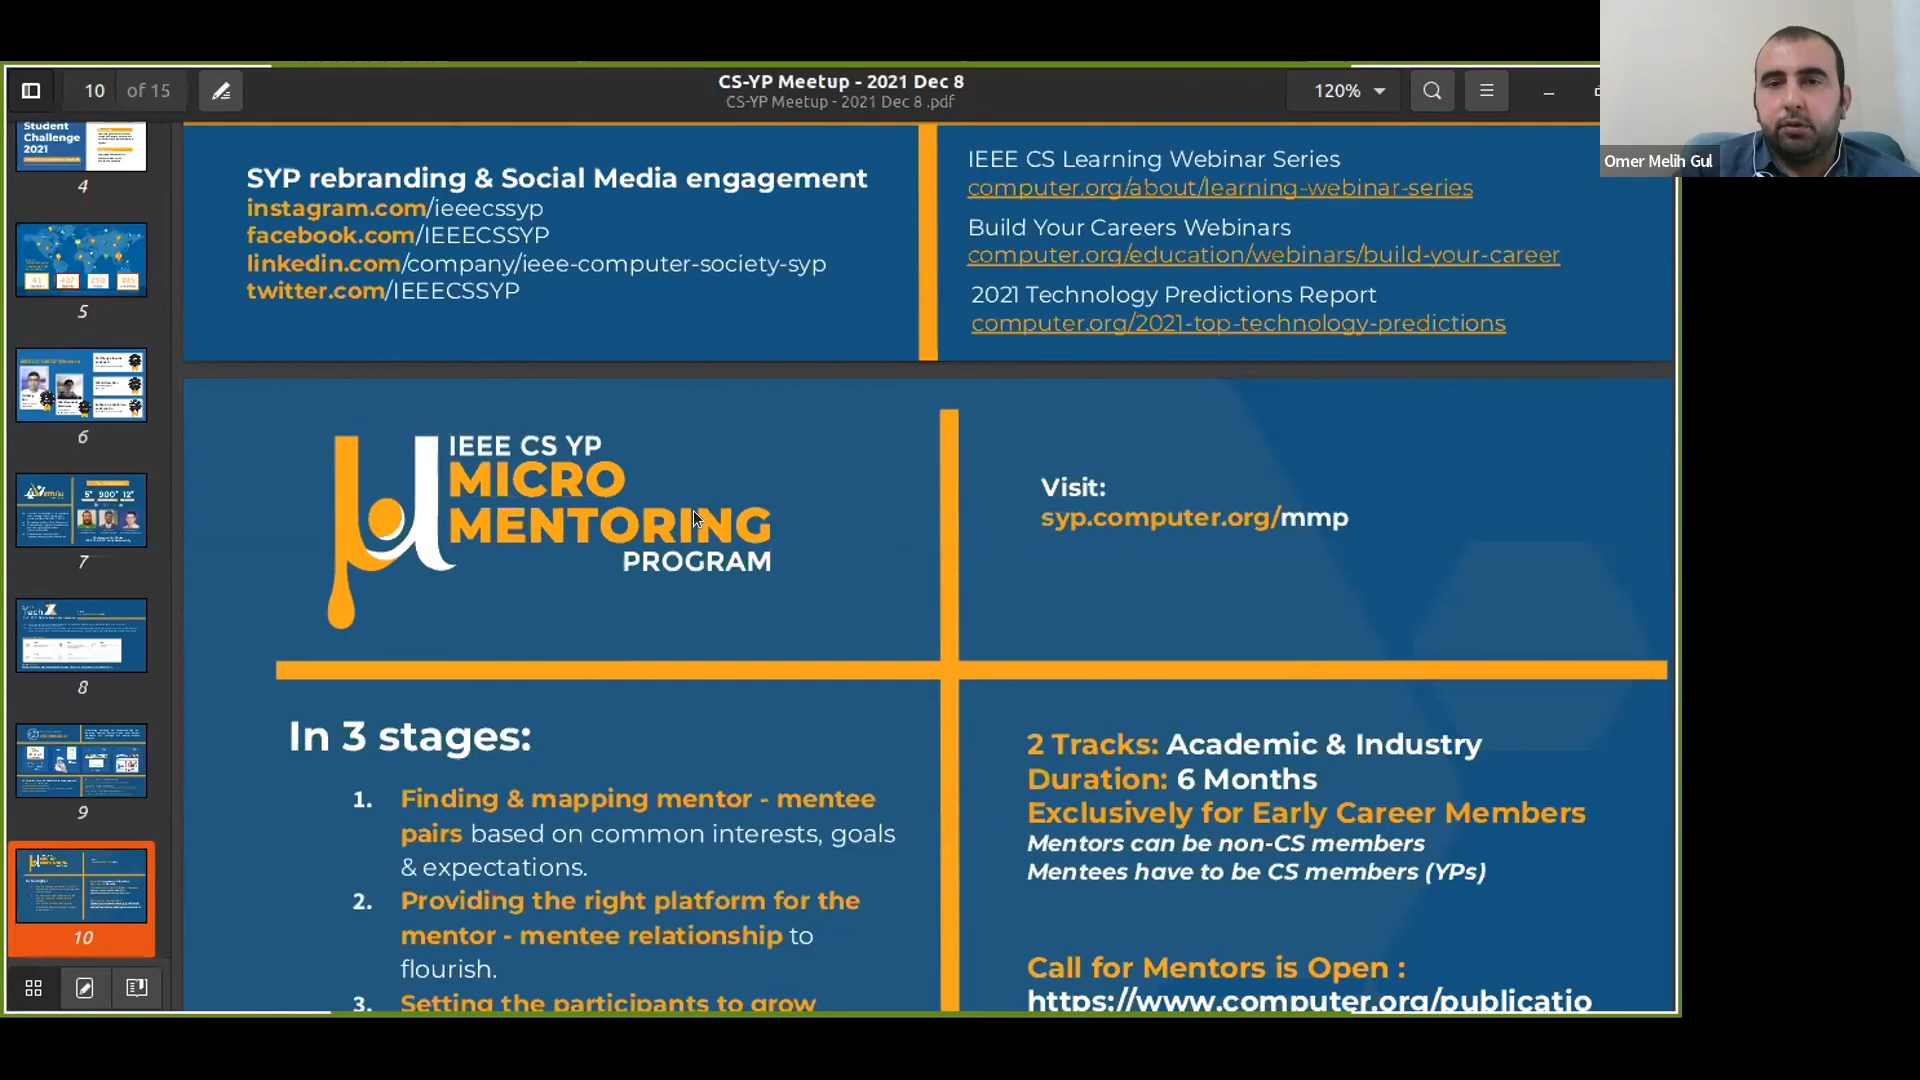 10 of 15
CS-YP Meetup - 2021 Dec 8
CS-YP Meetup - 2021 Dec 8 .pdf
120%
Omer Melih Gul
Student
Challenge
2021
4
5
6
7
8
9
10
SYP rebranding & Social Media engagement
instagram.com/ieeecssyp
facebook.com/IEEECSSYP
linkedin.com/company/ieee-computer-society-syp
twitter.com/IEEECSSYP
IEEE CS Learning Webinar Series
computer.org/about/learning-webinar-series
Build Your Careers Webinars
computer.org/education/webinars/build-your-career
2021 Technology Predictions Report
computer.org/2021-top-technology-predictions
IEEE CS YP
MICRO
MENTORING
PROGRAM
Visit:
syp.computer.org/mmp
In 3 stages:
1. Finding & mapping mentor - mentee
pairs based on common interests, goals
& expectations.
2. Providing the right platform for the
mentor - mentee relationship to
flourish.
3. Setting the participants to grow
2 Tracks: Academic & Industry
Duration: 6 Months
Exclusively for Early Career Members
Mentors can be non-CS members
Mentees have to be CS members (YPs)
Call for Mentors is Open :
https://www.computer.org/publicatio